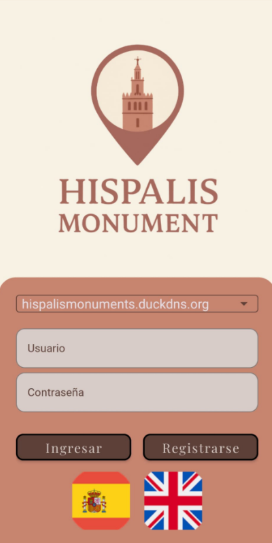 HISPALIS
MONUMENT
hispalismonuments.duckdns.org
Usuario
Contraseña
Ingresar
Registrarse